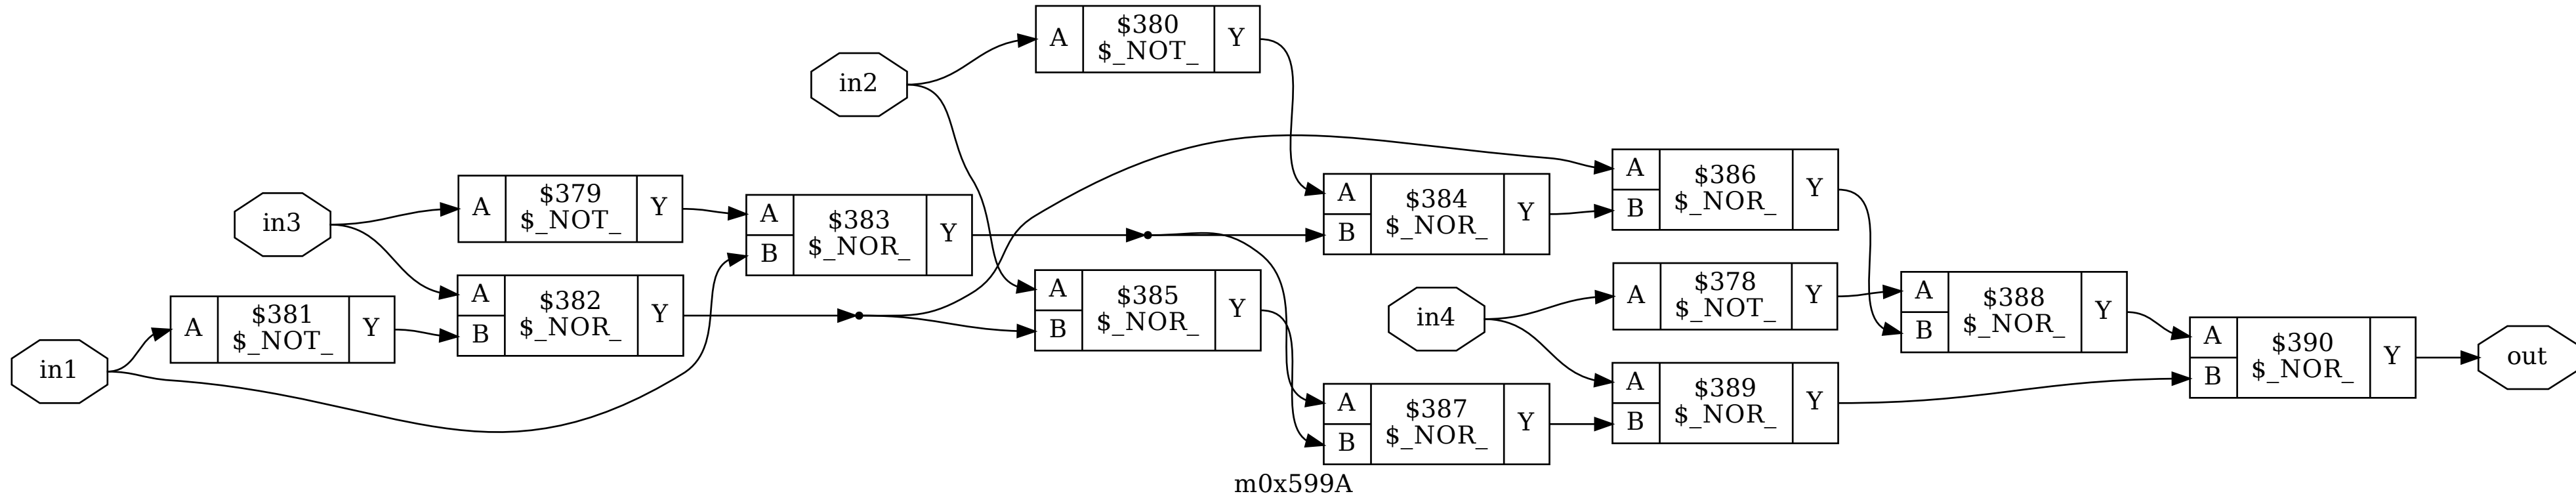 in2
A
$380
$_NOT_
Y
in3
A
$379
$_NOT_
Y
in1
A
$381
$_NOT_
Y
A
B
$382
$_NOR_
Y
A
B
$383
$_NOR_
Y
A
B
$385
$_NOR_
Y
A
B
$384
$_NOR_
Y
A
B
$387
$_NOR_
Y
in4
A
B
$386
$_NOR_
Y
A
$378
$_NOT_
Y
A
B
$389
$_NOR_
Y
A
B
$388
$_NOR_
Y
A
B
$390
$_NOR_
Y
out
m0x599A